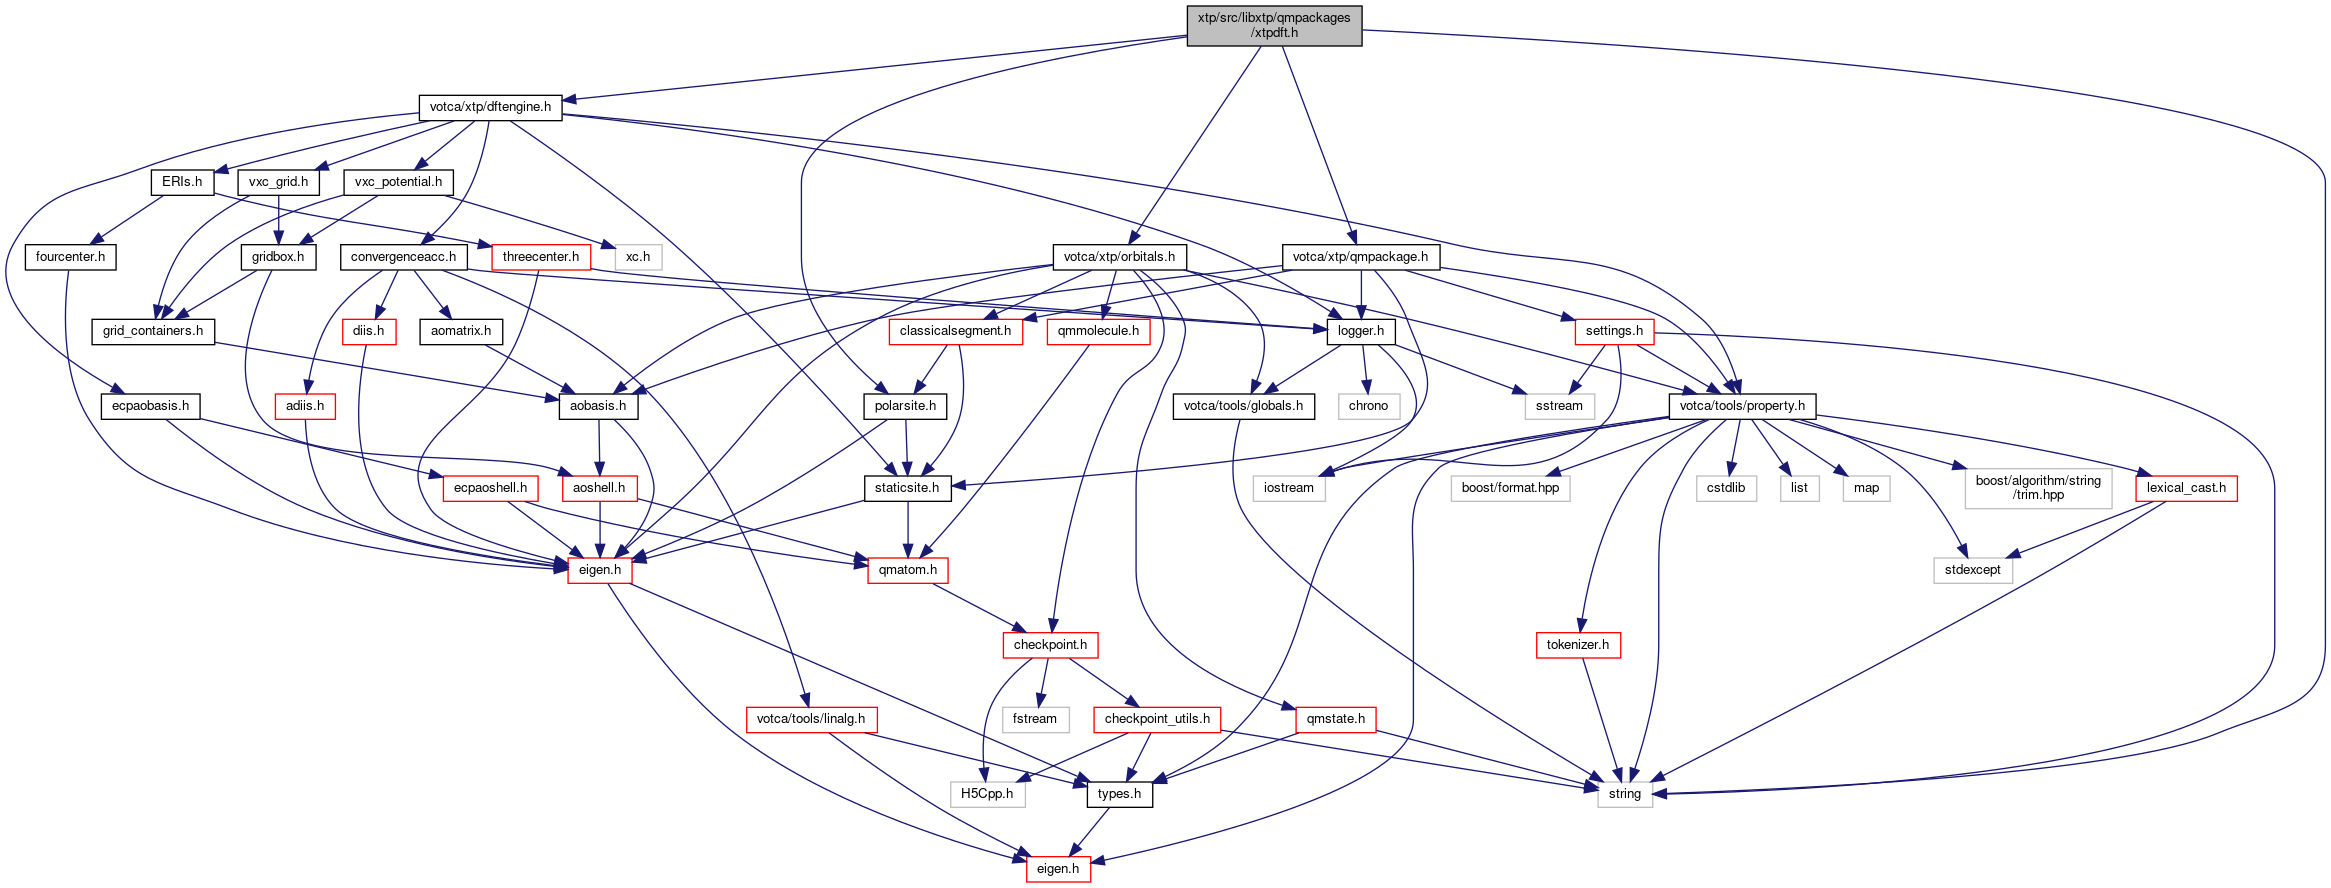 xtp/src/libxtp/qmpackages
/xtpdft.h
votca/xtp/dftengine.h
ERIs.h
vxc_grid.h
vxc_potential.h
fourcenter.h
gridbox.h
convergenceacc.h
threecenter.h
xc.h
votca/xtp/orbitals.h
votca/xtp/qmpackage.h
grid_containers.h
diis.h
aomatrix.h
classicalsegment.h
qmmolecule.h
logger.h
settings.h
ecpaobasis.h
adiis.h
aobasis.h
polarsite.h
votca/tools/globals.h
chrono
sstream
votca/tools/property.h
ecpaoshell.h
aoshell.h
staticsite.h
iostream
boost/format.hpp
cstdlib
list
map
boost/algorithm/string
/trim.hpp
lexical_cast.h
eigen.h
qmatom.h
stdexcept
checkpoint.h
tokenizer.h
votca/tools/linalg.h
fstream
checkpoint_utils.h
qmstate.h
H5Cpp.h
types.h
string
eigen.h